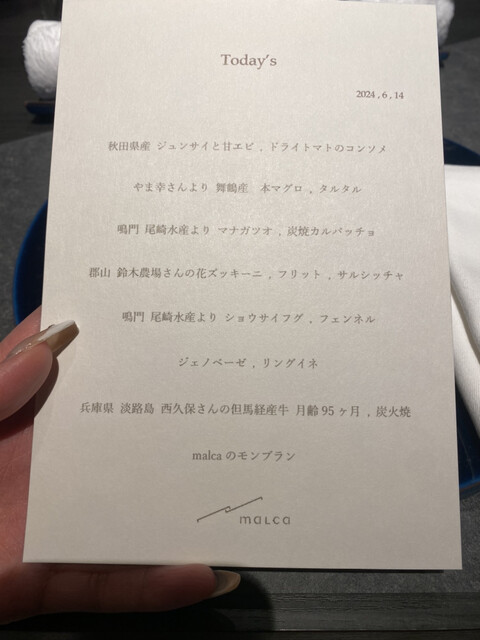 Today's
2024 , 6 , 14
秋田県産 ジュンサイと甘エビ , ドライトマトのコンソメ
やま幸さんより 舞鶴産 本マグロ , タルタル
鳴門 尾崎水産より マナガツオ , 炭焼カルパッチョ
郡山 鈴木農場さんの花ズッキーニ , フリット , サルシッチャ
鳴門 尾崎水産より ショウサイフグ , フェンネル
ジェノベーゼ , リングイネ
兵庫県 淡路島 西久保さんの但馬経産牛 月齢95ヶ月 , 炭火焼
malcaのモンブラン
malca